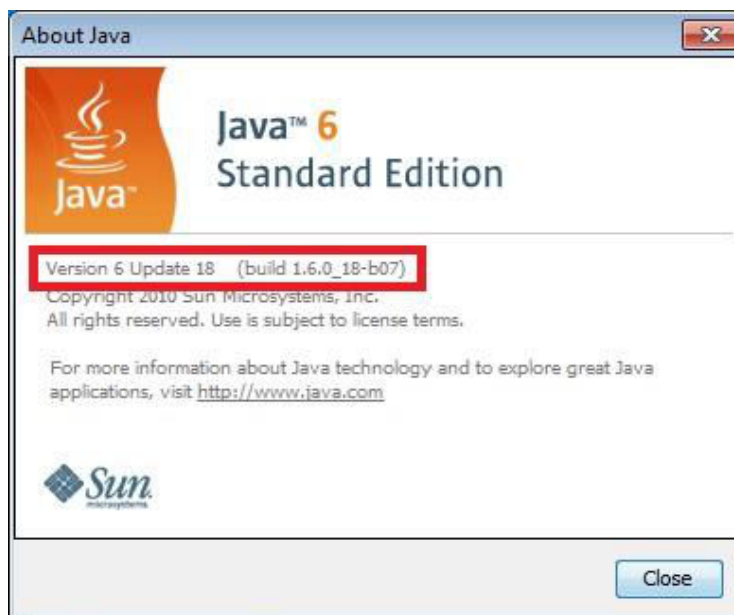 About Java
Java™ 6
Standard Edition
Java™
Version 6 Update 18 (build 1.6.0_18-b07)
Copyright 2010 Sun Microsystems, Inc.
All rights reserved. Use is subject to license terms.
For more information about Java technology and to explore great Java
applications, visit http://www.java.com
Sun
microsystems
Close